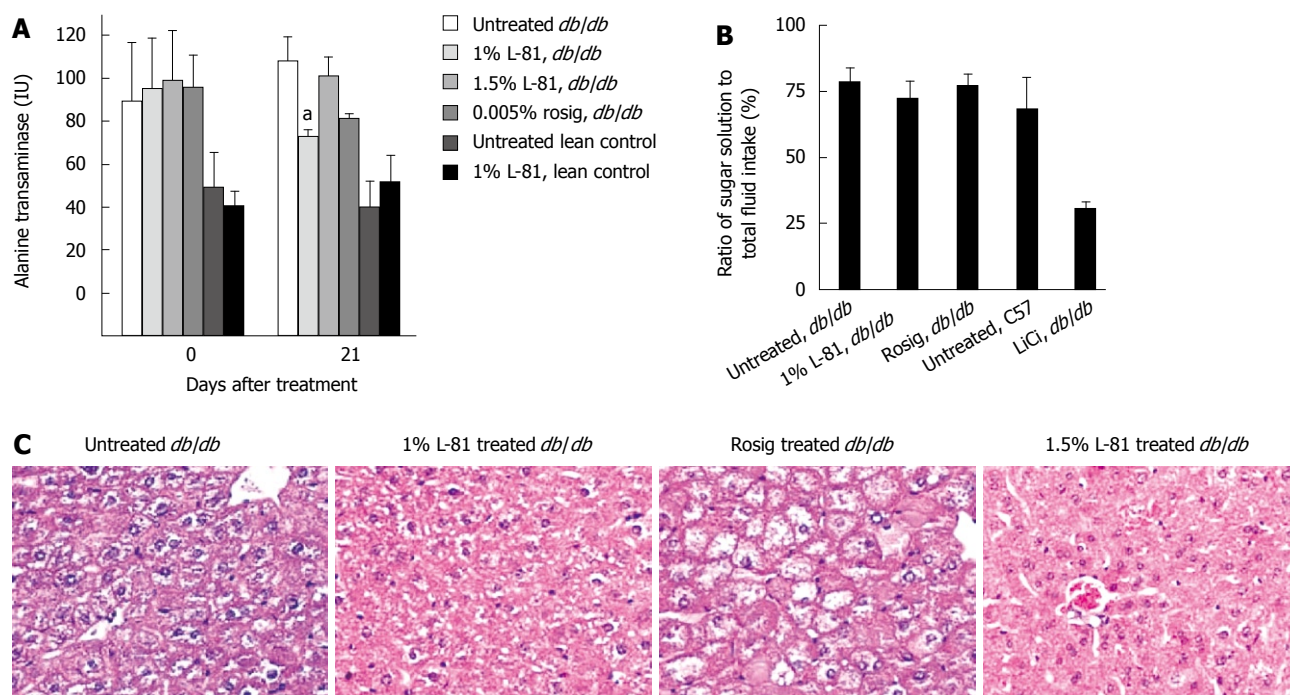 A
120
100
80
60
40
20
0
Alanine transaminase (IU)
0
21
Days after treatment
Untreated db/db
1% L-81, db/db
1.5% L-81, db/db
0.005% rosig, db/db
Untreated lean control
1% L-81, lean control
a
B
100
75
50
25
0
Ratio of sugar solution to
total fluid intake (%)
Untreated, db/db
1% L-81, db/db
Rosig, db/db
Untreated, C57
LiCi, db/db
C
Untreated db/db
1% L-81 treated db/db
Rosig treated db/db
1.5% L-81 treated db/db